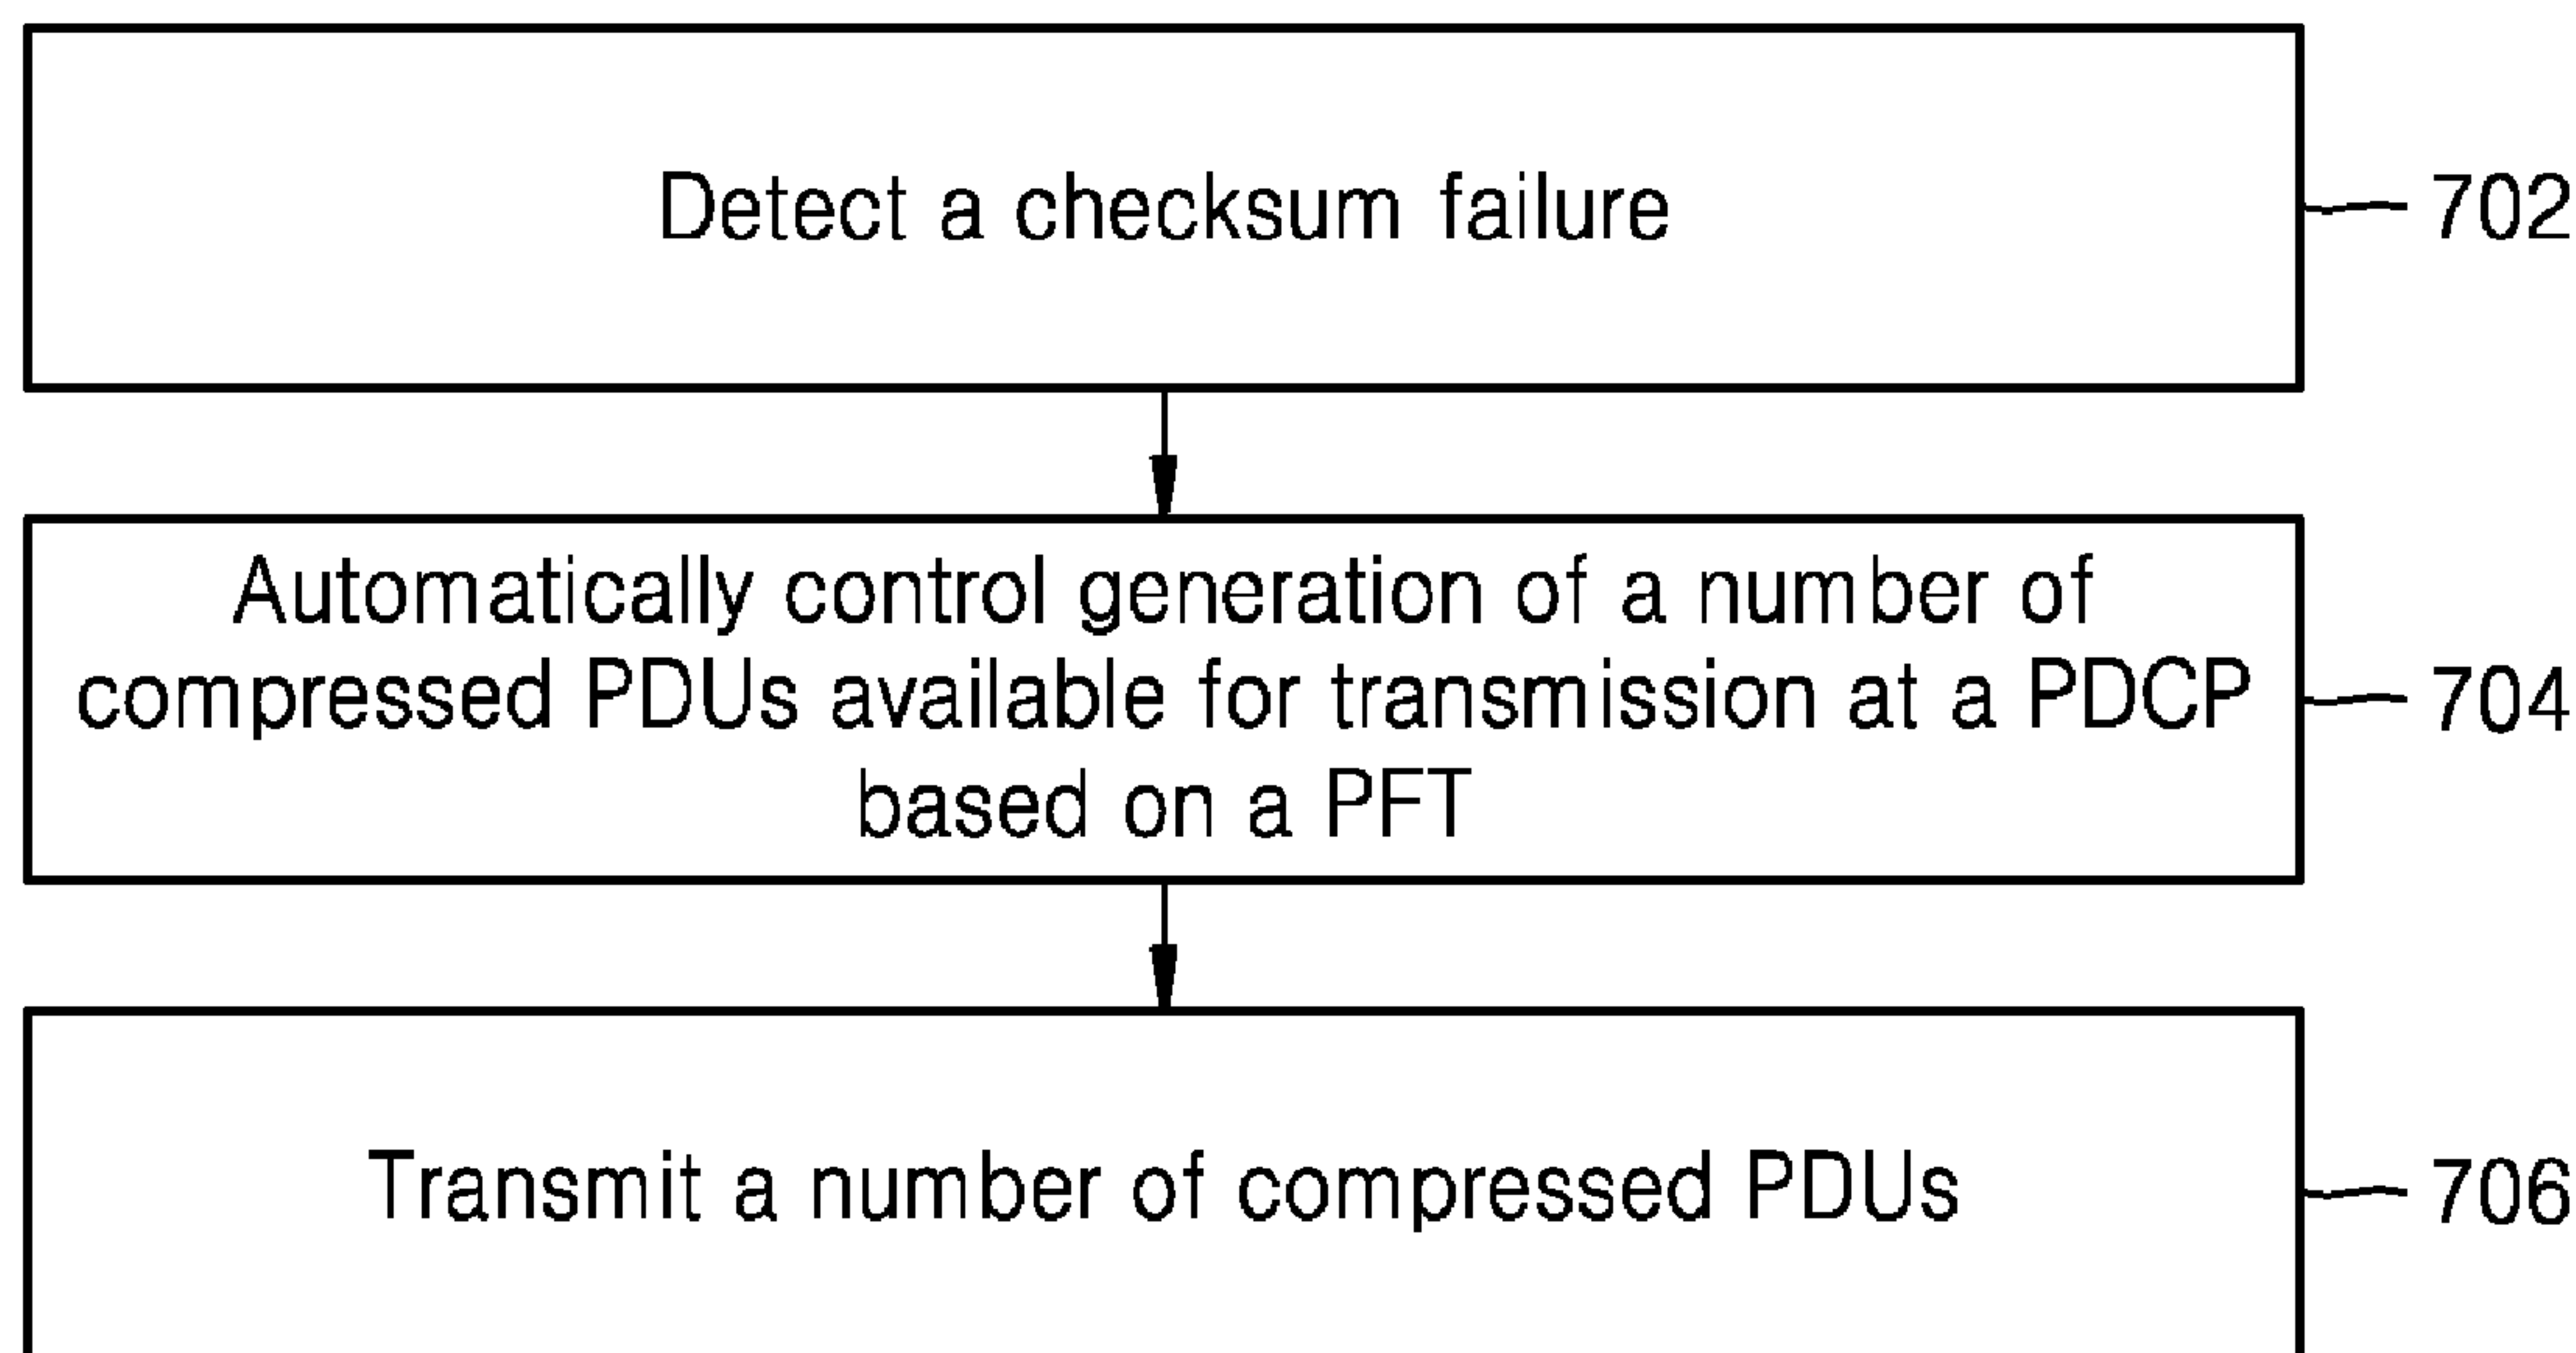 Detect a checksum failure
702
Automatically control generation of a number of
compressed PDUs available for transmission at a PDCP
based on a PFT
704
Transmit a number of compressed PDUs
706